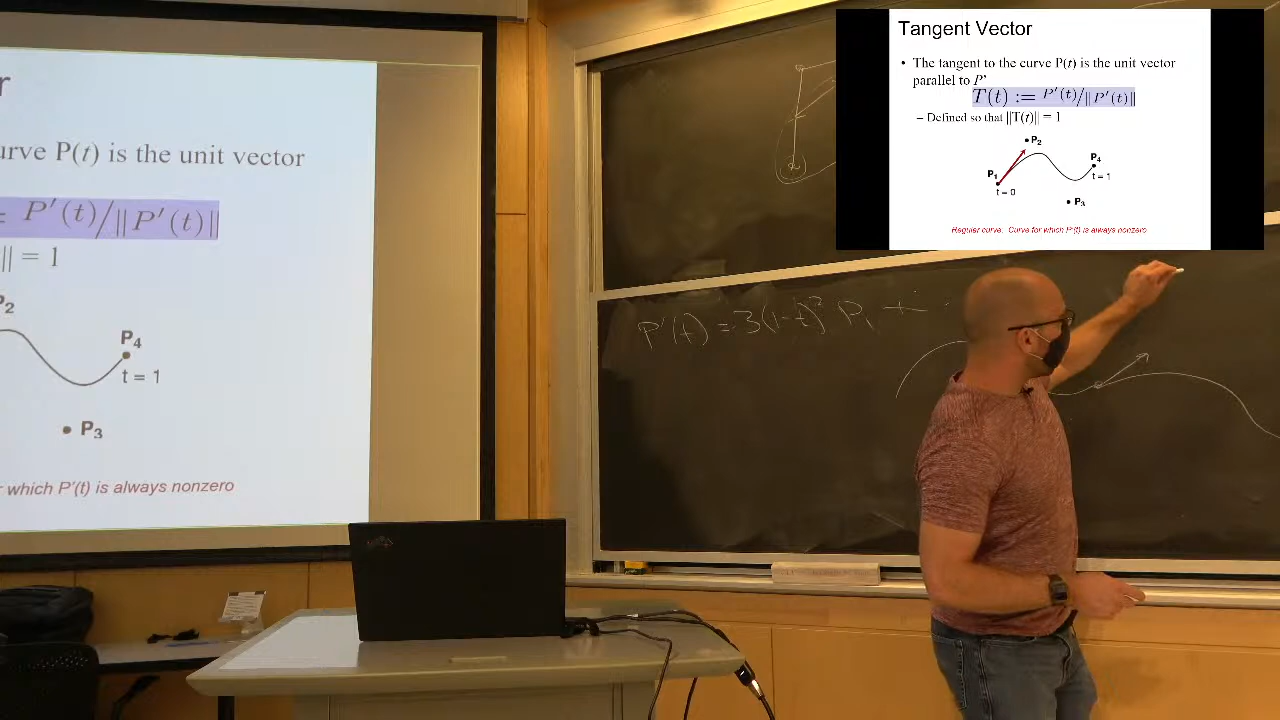 r
urve P(t) is the unit vector
= P′(t)/‖P′(t)‖
‖ = 1
P2
P4
t = 1
P3
r which P'(t) is always nonzero
P'(t) = 3(1-t)² P₁ +
Tangent Vector
• The tangent to the curve P(t) is the unit vector
parallel to P'
T(t) := P′(t)/‖P′(t)‖
– Defined so that ‖T(t)‖ = 1
P2
P4
P1
t = 1
t = 0
P3
Regular curve: Curve for which P'(t) is always nonzero